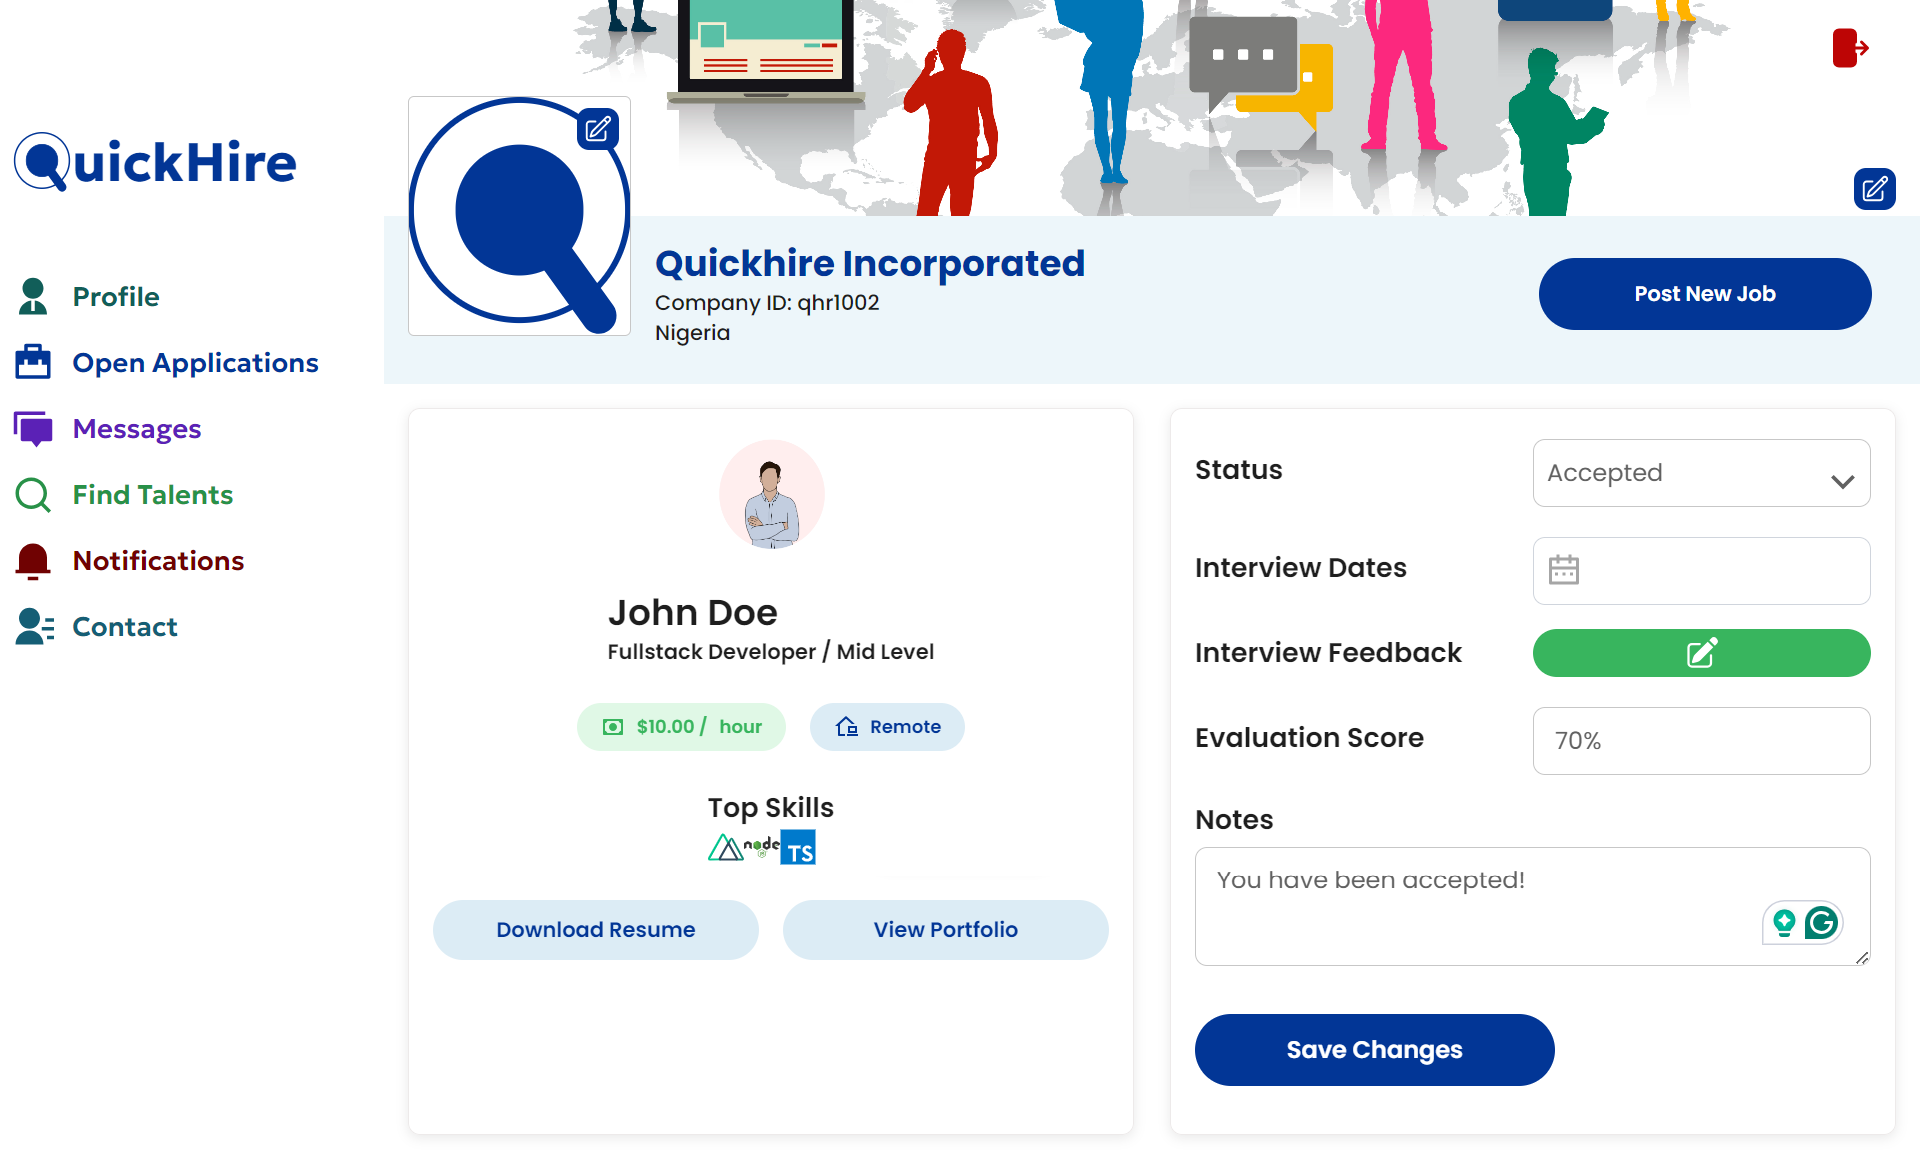 QuickHire
Profile
Open Applications
Messages
Find Talents
Notifications
Contact
Quickhire Incorporated
Company ID: qhr1002
Nigeria
Post New Job
John Doe
Fullstack Developer / Mid Level
$10.00 / hour
Remote
Top Skills
node
TS
Download Resume
View Portfolio
Status
Accepted
Interview Dates
Interview Feedback
Evaluation Score
70%
Notes
You have been accepted!
G
Save Changes